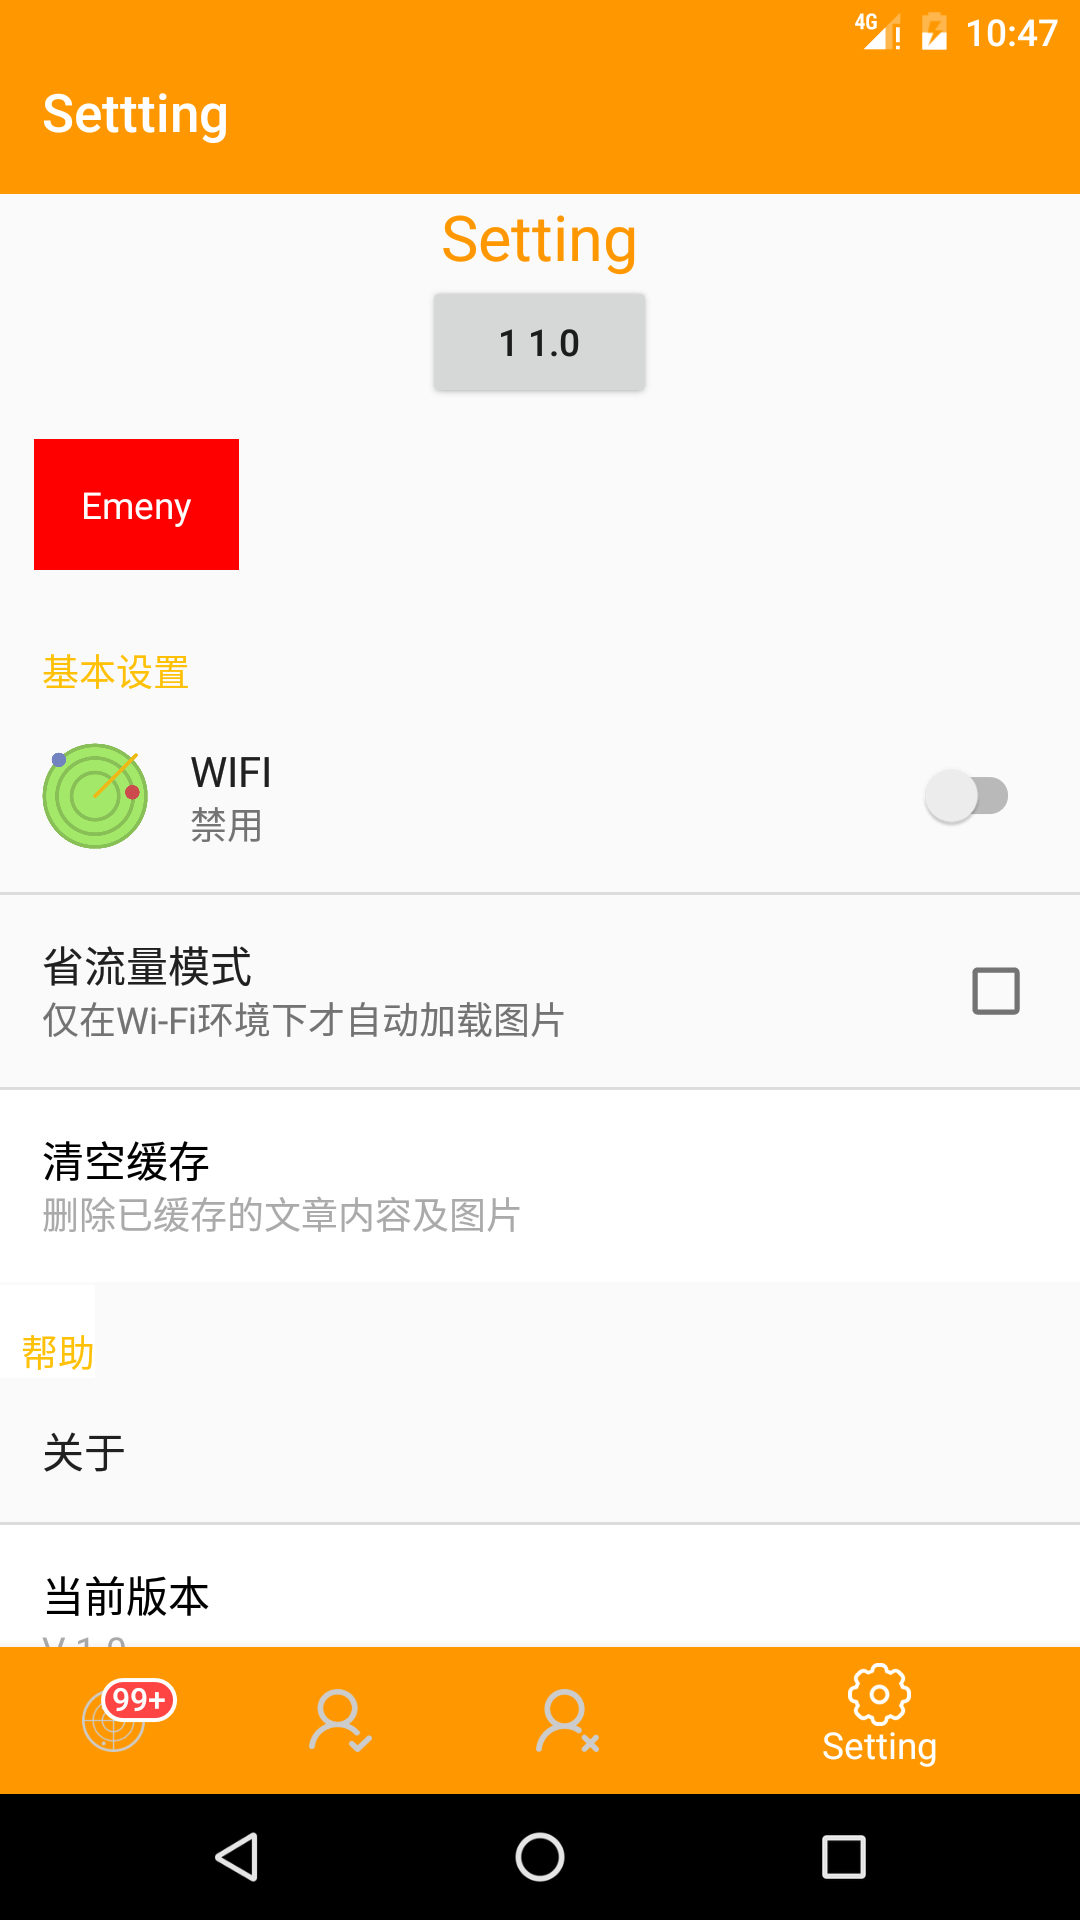 4G 10:47
Settting
Setting
1 1.0
Emeny
基本设置
WIFI
禁用
省流量模式
仅在Wi-Fi环境下才自动加载图片
清空缓存
删除已缓存的文章内容及图片
帮助
关于
当前版本
V 1.0
99+
Setting